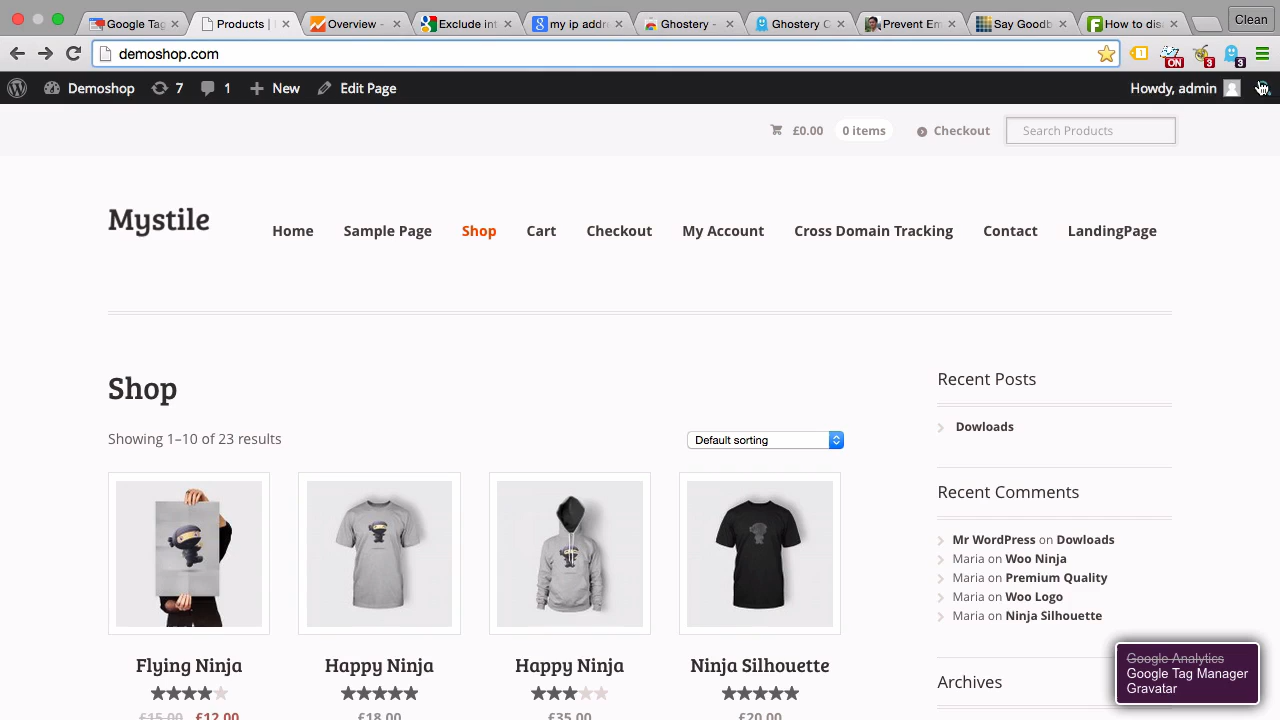 Google Tag
Products |
Overview -
Exclude int
my ip addr
Ghostery -
Ghostery C
Prevent Em
Say Goodb
How to dis
Clean
demoshop.com
1
ON
3
3
Demoshop
7
1
New
Edit Page
Howdy, admin
£0.00
0 items
Checkout
Search Products
Mystile
Home
Sample Page
Shop
Cart
Checkout
My Account
Cross Domain Tracking
Contact
LandingPage
Shop
Showing 1–10 of 23 results
Default sorting
Flying Ninja
Happy Ninja
Happy Ninja
Ninja Silhouette
£15.00 £12.00
£18.00
£35.00
£20.00
Recent Posts
Dowloads
Recent Comments
Mr WordPress on Dowloads
Maria on Woo Ninja
Maria on Premium Quality
Maria on Woo Logo
Maria on Ninja Silhouette
Archives
Google Analytics
Google Tag Manager
Gravatar